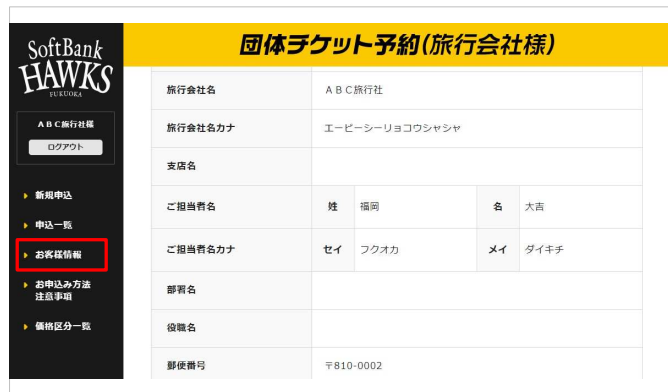 SoftBank
HAWKS
FUKUOKA
団体チケット予約(旅行会社様)
ABC旅行社様
ログアウト
新規申込
申込一覧
お客様情報
お申込み方法
注意事項
価格区分一覧
旅行会社名 ABC旅行社
旅行会社名カナ エービーシーリョコウシャシャ
支店名
ご担当者名 姓 福岡 名 大吉
ご担当者名カナ セイ フクオカ メイ ダイキチ
部署名
役職名
郵便番号 〒810-0002